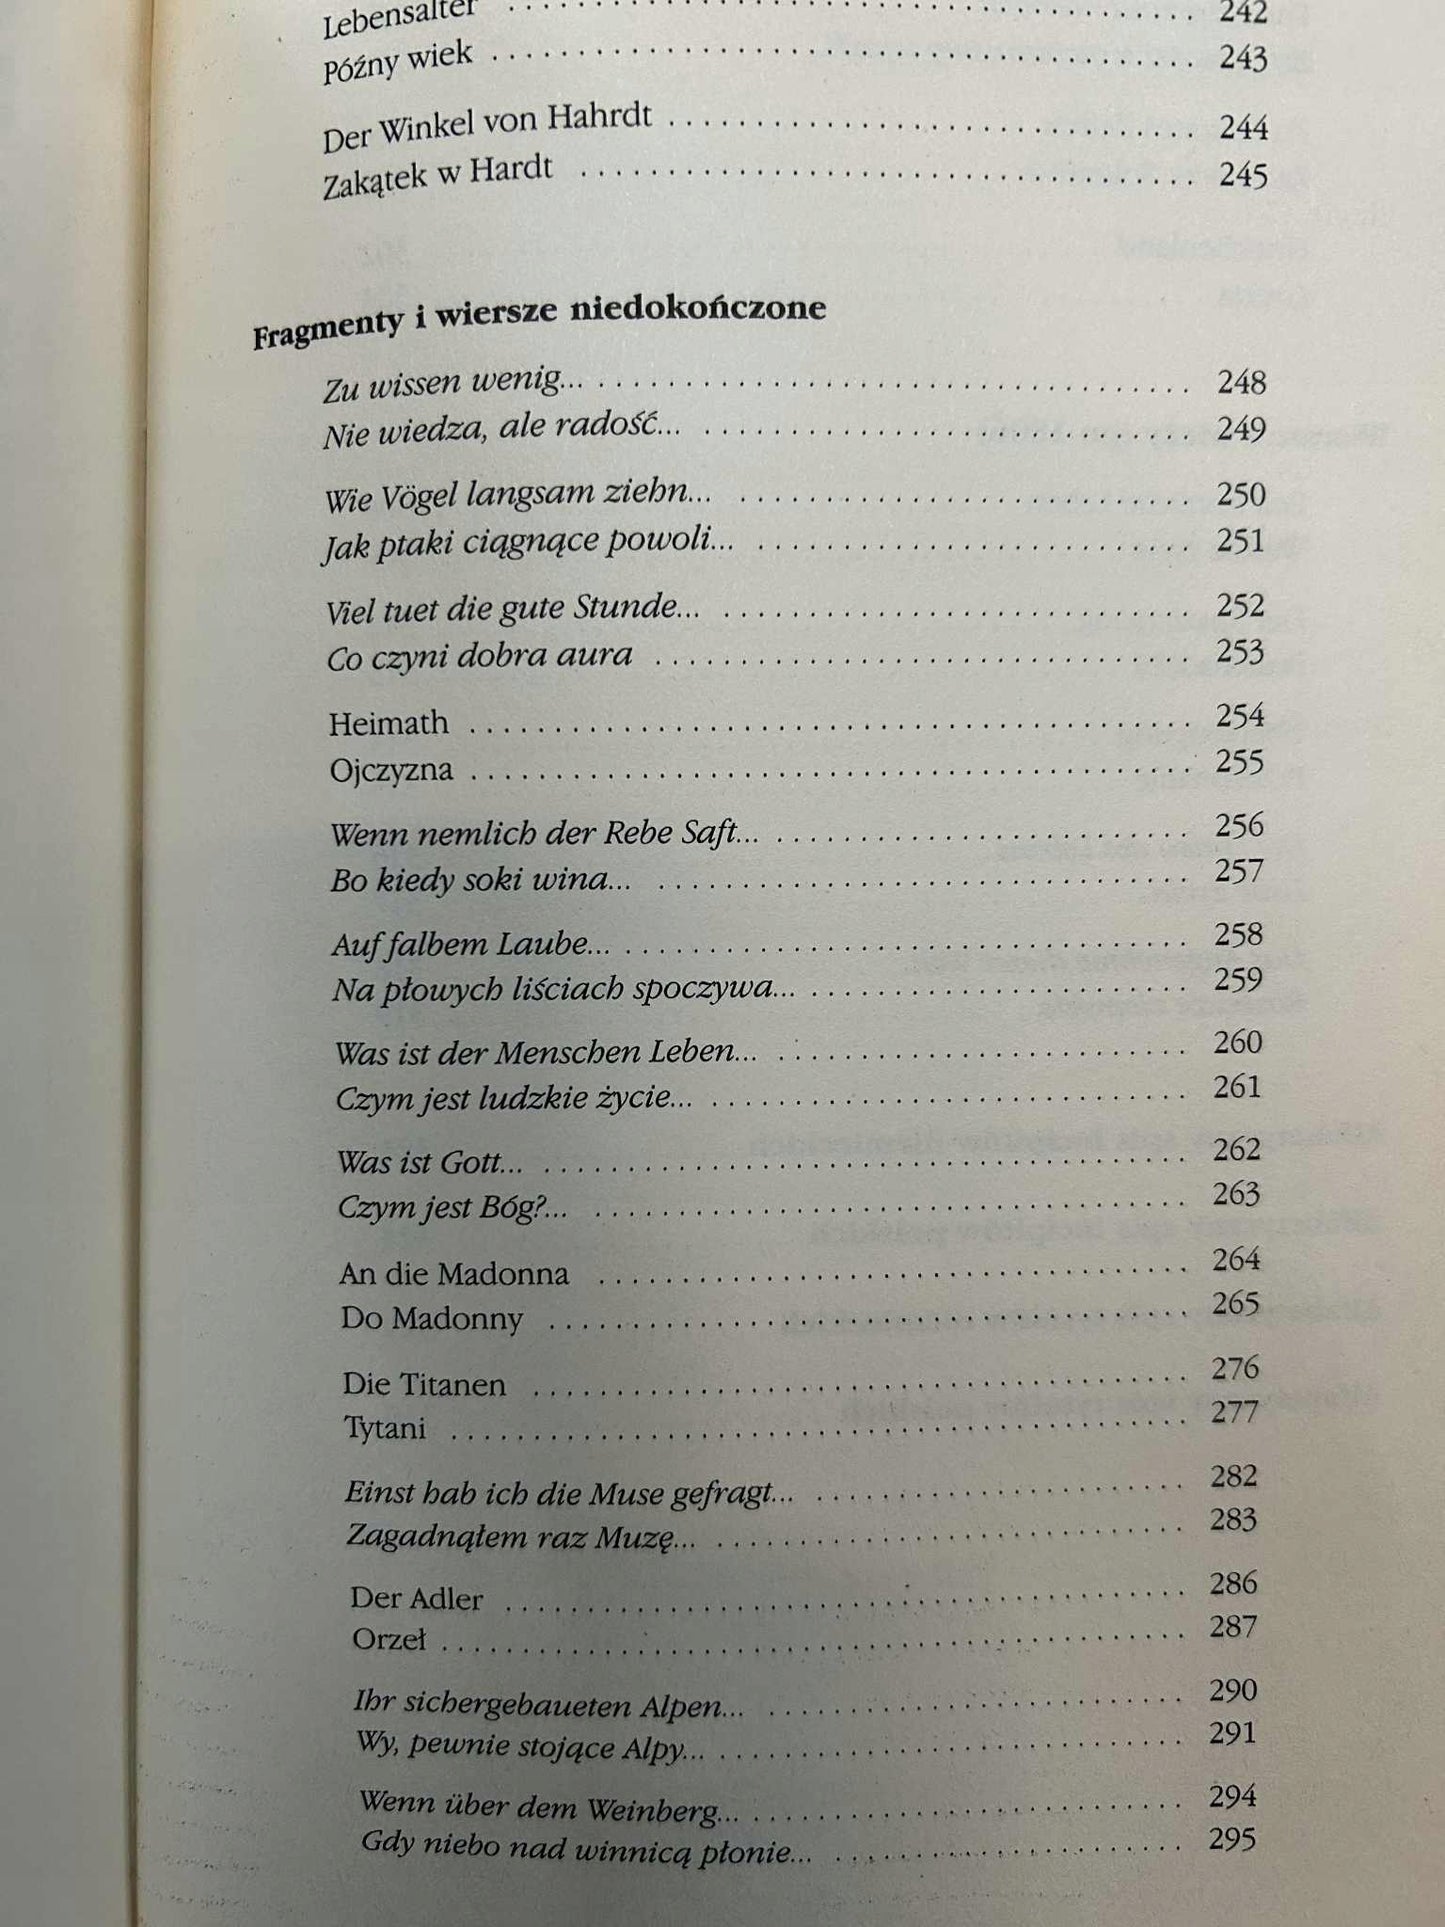 Lebensalter . . . . . . . . . . . . . . . . . . . . . . . . . . . . . . . . . . . . . . . . 242
Późny wiek . . . . . . . . . . . . . . . . . . . . . . . . . . . . . . . . . . . . . . . . 243
Der Winkel von Hahrdt . . . . . . . . . . . . . . . . . . . . . . . . . . . . . . 244
Zakątek w Hardt . . . . . . . . . . . . . . . . . . . . . . . . . . . . . . . . . . . . 245
Fragmenty i wiersze niedokończone
Zu wissen wenig... . . . . . . . . . . . . . . . . . . . . . . . . . . . . . . . . . . 248
Nie wiedza, ale radość... . . . . . . . . . . . . . . . . . . . . . . . . . . . . . 249
Wie Vögel langsam ziehn... . . . . . . . . . . . . . . . . . . . . . . . . . . . 250
Jak ptaki ciągnące powoli... . . . . . . . . . . . . . . . . . . . . . . . . . . 251
Viel tuet die gute Stunde... . . . . . . . . . . . . . . . . . . . . . . . . . . . 252
Co czyni dobra aura . . . . . . . . . . . . . . . . . . . . . . . . . . . . . . . . 253
Heimath . . . . . . . . . . . . . . . . . . . . . . . . . . . . . . . . . . . . . . . . . . 254
Ojczyzna . . . . . . . . . . . . . . . . . . . . . . . . . . . . . . . . . . . . . . . . . . 255
Wenn nemlich der Rebe Saft... . . . . . . . . . . . . . . . . . . . . . . . . 256
Bo kiedy soki wina... . . . . . . . . . . . . . . . . . . . . . . . . . . . . . . . . 257
Auf falbem Laube... . . . . . . . . . . . . . . . . . . . . . . . . . . . . . . . . . 258
Na płowych liściach spoczywa... . . . . . . . . . . . . . . . . . . . . . . 259
Was ist der Menschen Leben... . . . . . . . . . . . . . . . . . . . . . . . . 260
Czym jest ludzkie życie... . . . . . . . . . . . . . . . . . . . . . . . . . . . . 261
Was ist Gott... . . . . . . . . . . . . . . . . . . . . . . . . . . . . . . . . . . . . . . 262
Czym jest Bóg?... . . . . . . . . . . . . . . . . . . . . . . . . . . . . . . . . . . . 263
An die Madonna . . . . . . . . . . . . . . . . . . . . . . . . . . . . . . . . . . . 264
Do Madonny . . . . . . . . . . . . . . . . . . . . . . . . . . . . . . . . . . . . . . 265
Die Titanen . . . . . . . . . . . . . . . . . . . . . . . . . . . . . . . . . . . . . . . 276
Tytani . . . . . . . . . . . . . . . . . . . . . . . . . . . . . . . . . . . . . . . . . . . . 277
Einst hab ich die Muse gefragt... . . . . . . . . . . . . . . . . . . . . . . 282
Zagadnąłem raz Muzę... . . . . . . . . . . . . . . . . . . . . . . . . . . . . 283
Der Adler . . . . . . . . . . . . . . . . . . . . . . . . . . . . . . . . . . . . . . . . . 286
Orzeł . . . . . . . . . . . . . . . . . . . . . . . . . . . . . . . . . . . . . . . . . . . . . 287
Ihr sichergebaueten Alpen... . . . . . . . . . . . . . . . . . . . . . . . . . 290
Wy, pewnie stojące Alpy... . . . . . . . . . . . . . . . . . . . . . . . . . . . 291
Wenn über dem Weinberg... . . . . . . . . . . . . . . . . . . . . . . . . . . 294
Gdy niebo nad winnicą płonie... . . . . . . . . . . . . . . . . . . . . . . 295